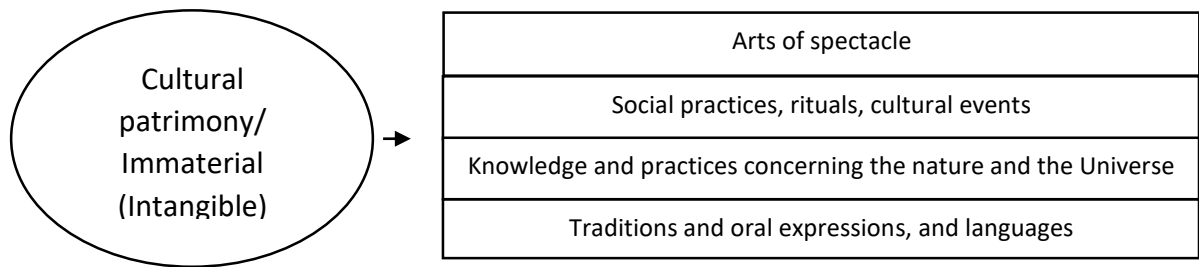 Cultural
patrimony/
Immaterial
(Intangible)
Arts of spectacle
Social practices, rituals, cultural events
Knowledge and practices concerning the nature and the Universe
Traditions and oral expressions, and languages